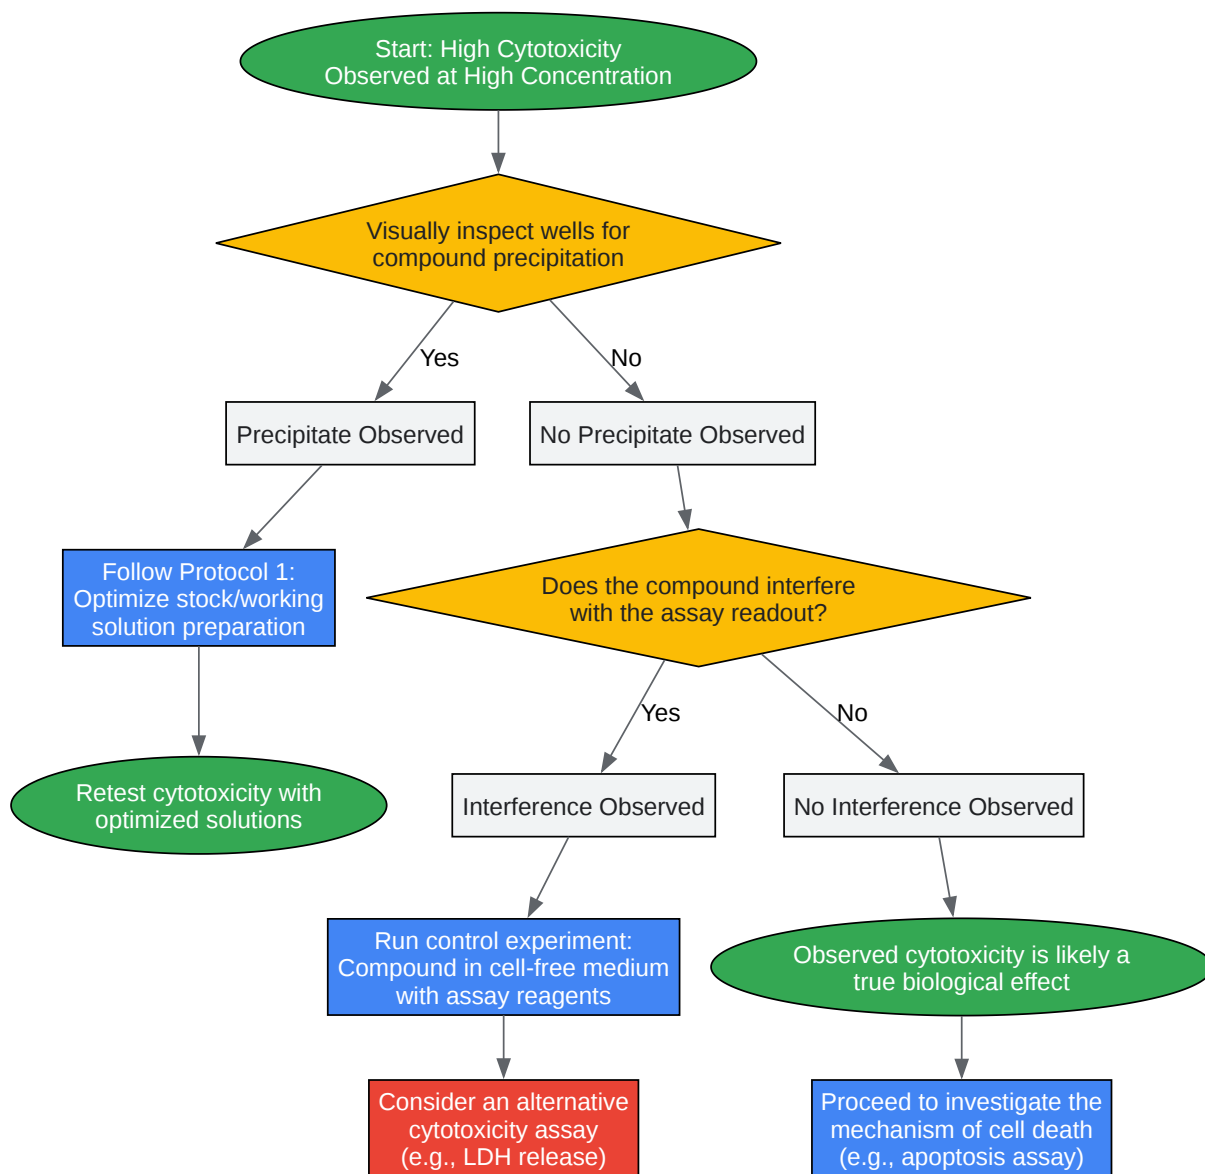 Start: High Cytotoxicity
Observed at High Concentration
Visually inspect wells for
compound precipitation
Yes
No
Precipitate Observed
No Precipitate Observed
Follow Protocol 1:
Optimize stock/working
solution preparation
Does the compound interfere
with the assay readout?
Yes
No
Retest cytotoxicity with
optimized solutions
Interference Observed
No Interference Observed
Run control experiment:
Compound in cell-free medium
with assay reagents
Observed cytotoxicity is likely a
true biological effect
Consider an alternative
cytotoxicity assay
(e.g., LDH release)
Proceed to investigate the
mechanism of cell death
(e.g., apoptosis assay)